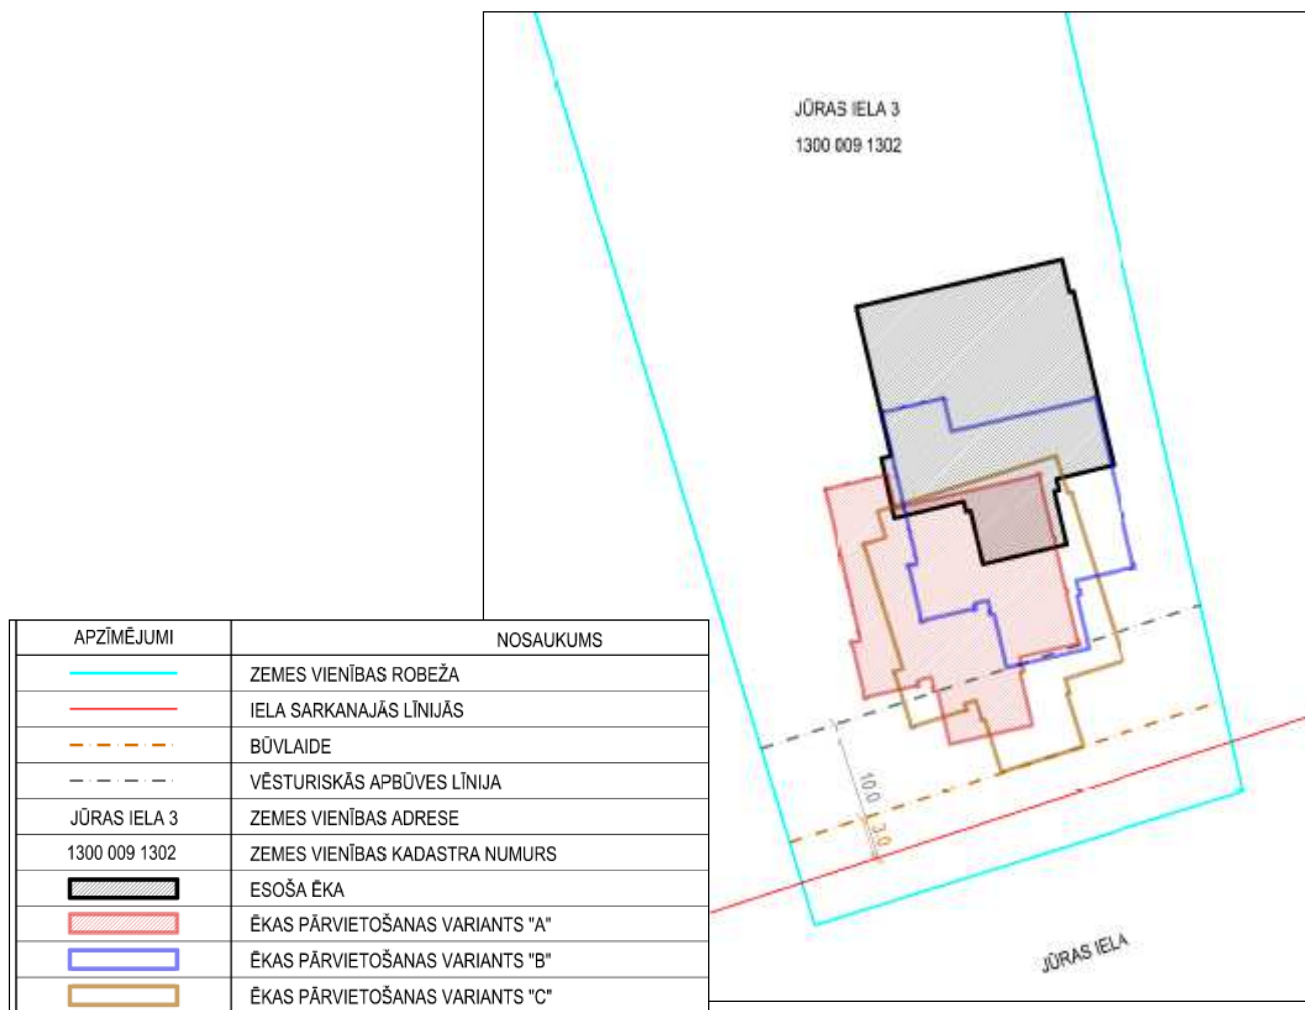 JŪRAS IELA 3
1300 009 1302
10.0
3.0
JŪRAS IELA
APZĪMĒJUMI NOSAUKUMS
ZEMES VIENĪBAS ROBEŽA
IELA SARKANAJĀS LĪNIJĀS
BŪVLAIDE
VĒSTURISKĀS APBŪVES LĪNIJA
JŪRAS IELA 3 ZEMES VIENĪBAS ADRESE
1300 009 1302 ZEMES VIENĪBAS KADASTRA NUMURS
ESOŠA ĒKA
ĒKAS PĀRVIETOŠANAS VARIANTS "A"
ĒKAS PĀRVIETOŠANAS VARIANTS "B"
ĒKAS PĀRVIETOŠANAS VARIANTS "C"